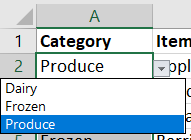 A
1 Category Item
2 Produce
Dairy
Frozen
Produce